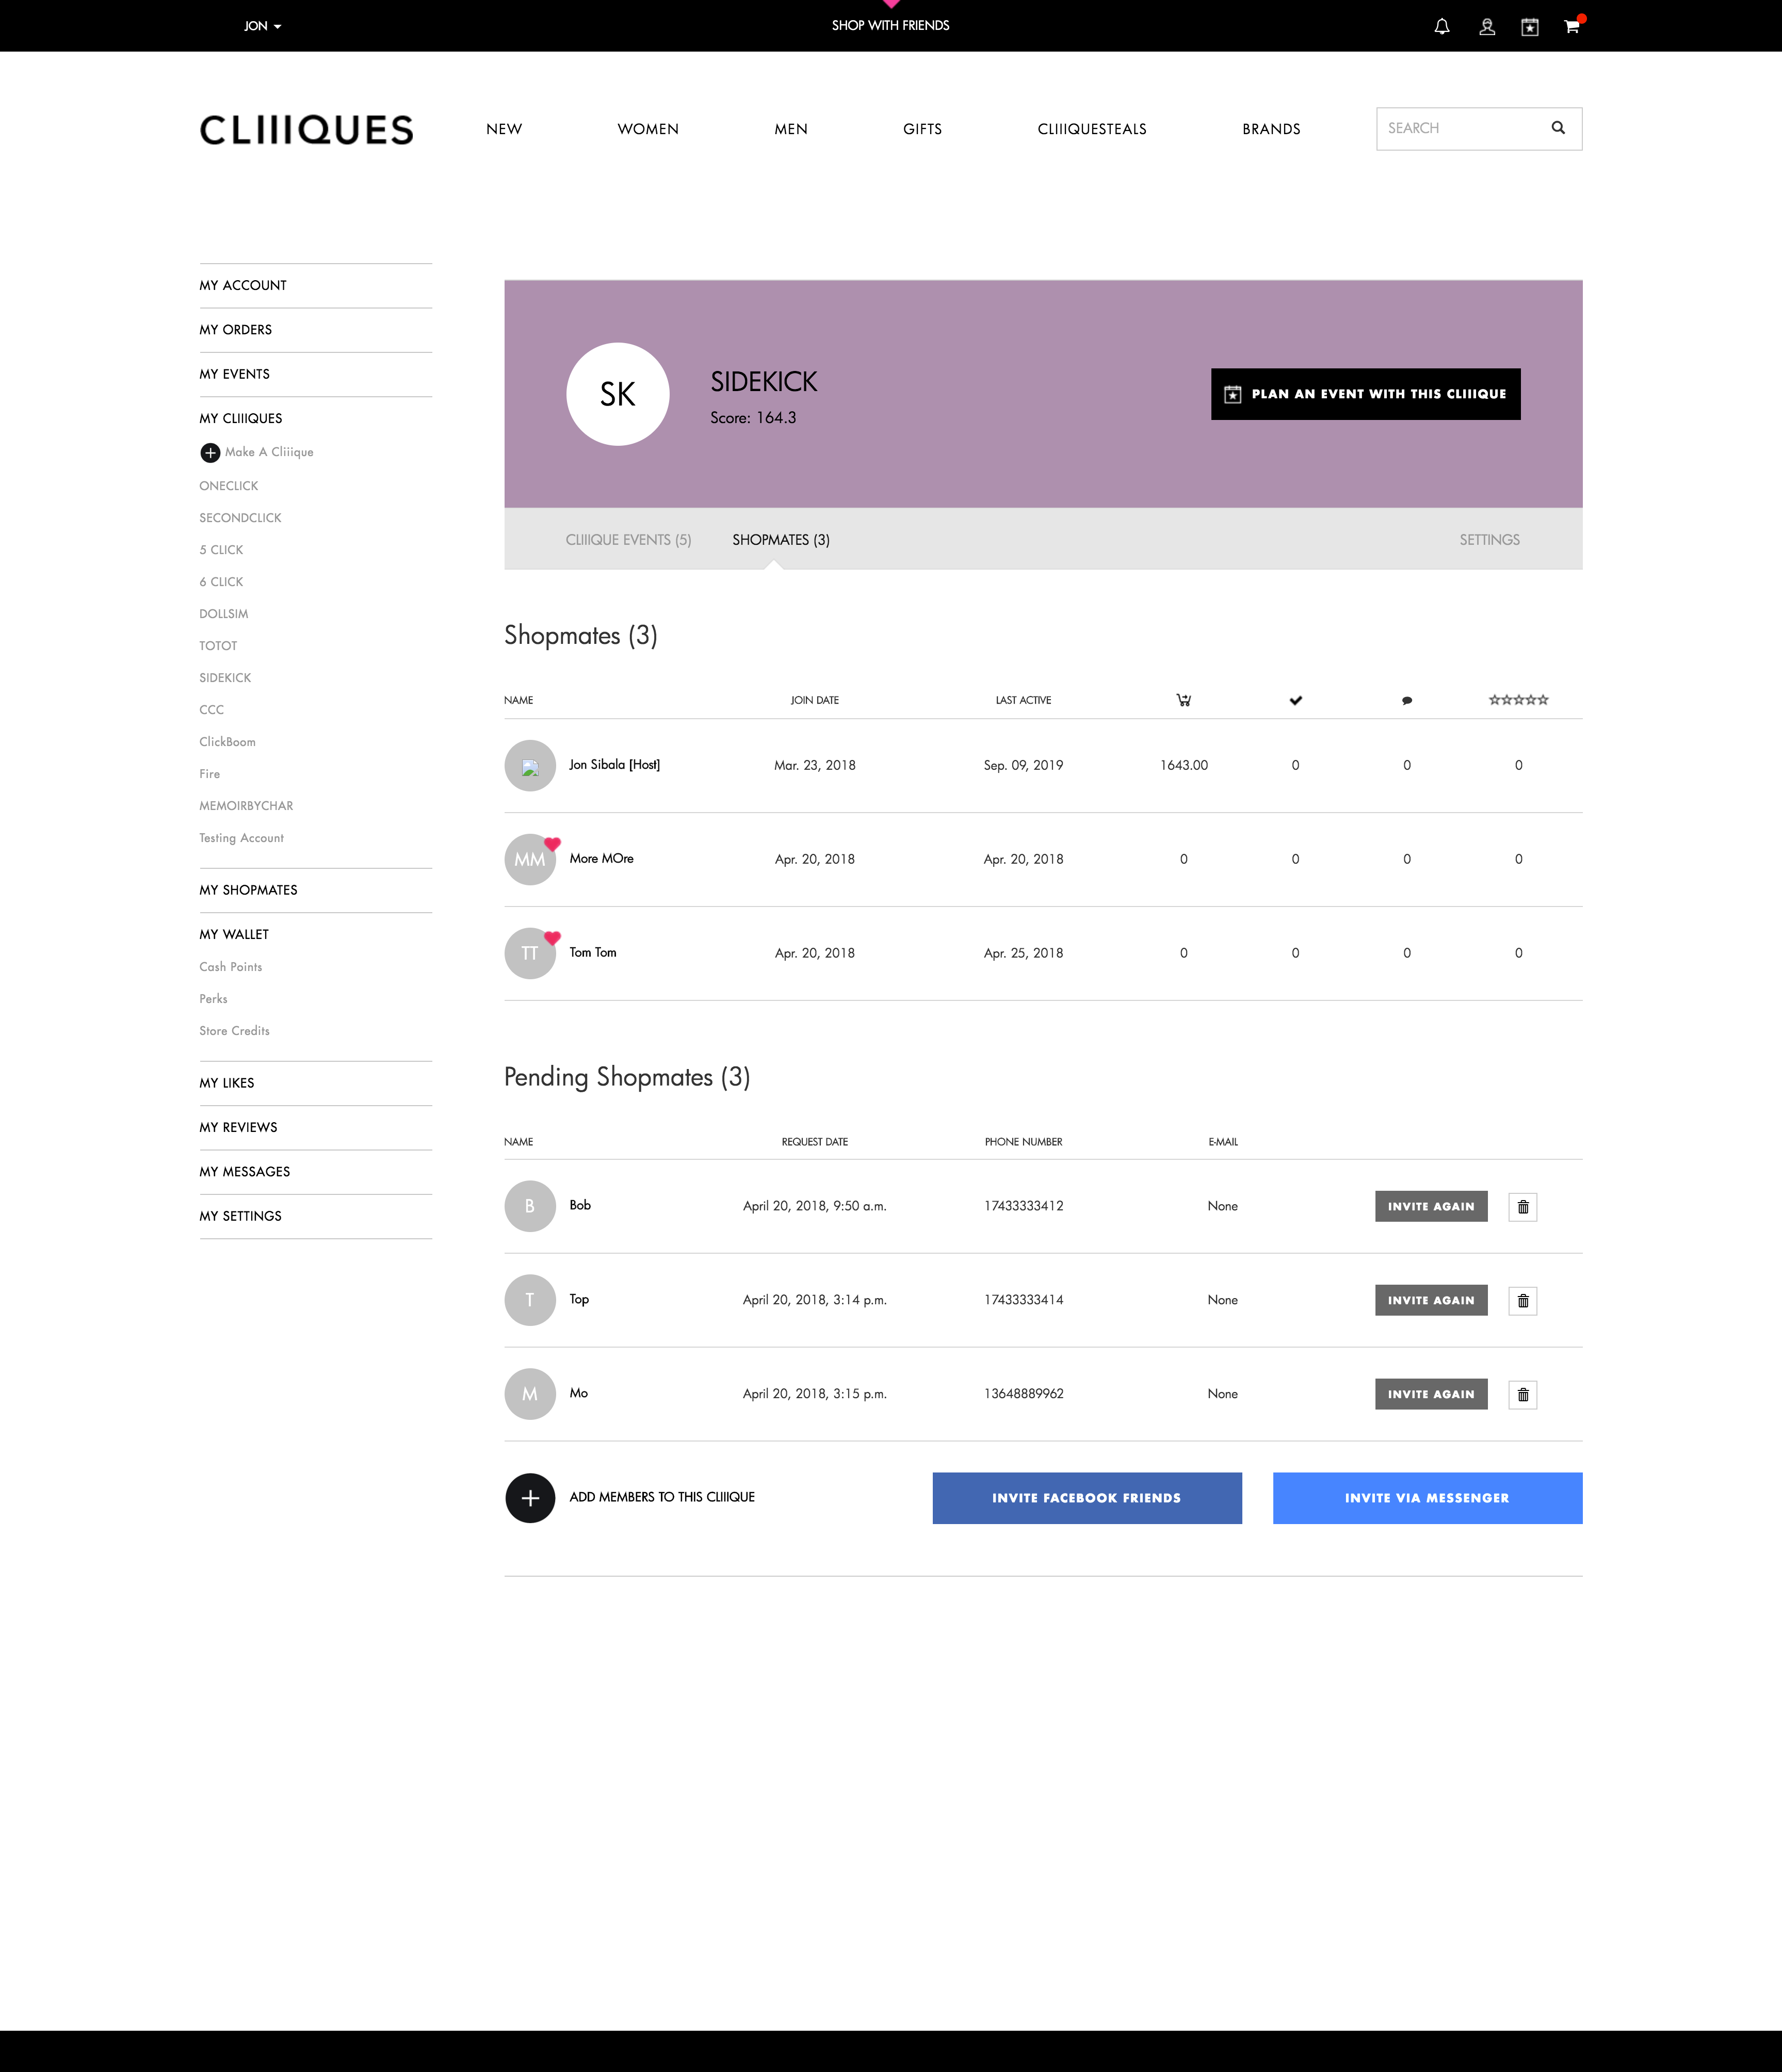 JON
SHOP WITH FRIENDS
CLIIIQUES
NEW WOMEN MEN GIFTS CLIIIQUESTEALS BRANDS
SEARCH
MY ACCOUNT
MY ORDERS
MY EVENTS
MY CLIIIQUES
Make A Cliiique
ONECLICK
SECONDCLICK
5 CLICK
6 CLICK
DOLLSIM
TOTOT
SIDEKICK
CCC
ClickBoom
Fire
MEMOIRBYCHAR
Testing Account
MY SHOPMATES
MY WALLET
Cash Points
Perks
Store Credits
MY LIKES
MY REVIEWS
MY MESSAGES
MY SETTINGS
SK
SIDEKICK
Score: 164.3
PLAN AN EVENT WITH THIS CLIIIQUE
CLIIIQUE EVENTS (5) SHOPMATES (3) SETTINGS
Shopmates (3)
NAME JOIN DATE LAST ACTIVE
Jon Sibala [Host] Mar. 23, 2018 Sep. 09, 2019 1643.00 0 0 0
MM More MOre Apr. 20, 2018 Apr. 20, 2018 0 0 0 0
TT Tom Tom Apr. 20, 2018 Apr. 25, 2018 0 0 0 0
Pending Shopmates (3)
NAME REQUEST DATE PHONE NUMBER E-MAIL
B Bob April 20, 2018, 9:50 a.m. 17433333412 None INVITE AGAIN
T Top April 20, 2018, 3:14 p.m. 17433333414 None INVITE AGAIN
M Mo April 20, 2018, 3:15 p.m. 13648889962 None INVITE AGAIN
ADD MEMBERS TO THIS CLIIIQUE
INVITE FACEBOOK FRIENDS
INVITE VIA MESSENGER